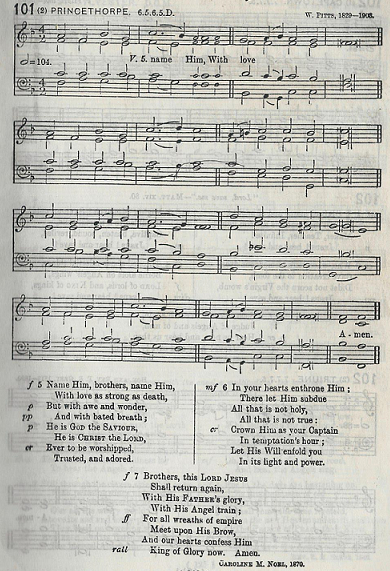 101 (2) PRINCETHORPE. 6.5.6.5.D. W. PITTS, 1829–1903.
𝅗𝅥 = 104. V. 5. name Him, With love
A - men.
f 5 Name Him, brothers, name Him,
With love as strong as death,
p But with awe and wonder,
pp And with bated breath;
p He is GOD the SAVIOUR,
He is CHRIST the LORD,
cr Ever to be worshipped,
Trusted, and adored.
mf 6 In your hearts enthrone Him;
There let Him subdue
All that is not holy,
All that is not true:
cr Crown Him as your Captain
In temptation's hour;
Let His Will enfold you
In its light and power.
f 7 Brothers, this LORD JESUS
Shall return again,
With His FATHER'S glory,
With His Angel train;
ff For all wreaths of empire
Meet upon His Brow,
And our hearts confess Him
rall King of Glory now. Amen.
CAROLINE M. NOEL, 1870.